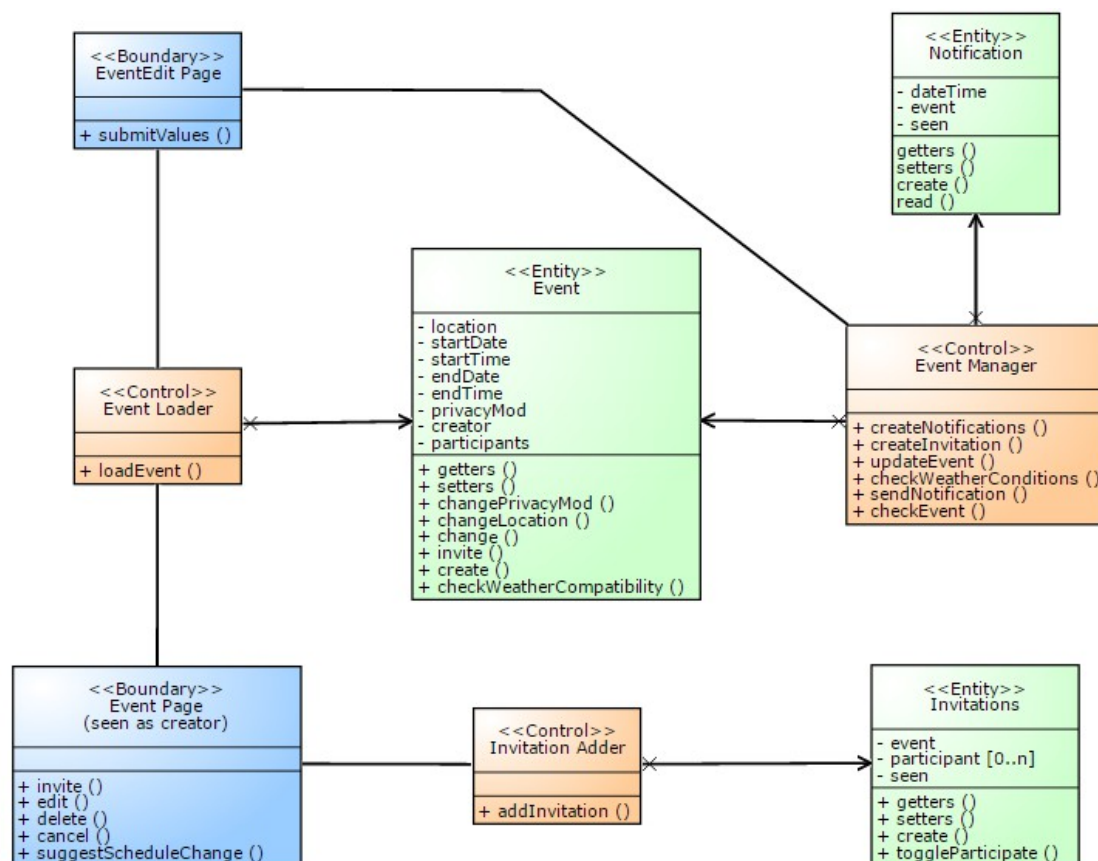 <<Boundary>>
EventEdit Page
+ submitValues ()
<<Entity>>
Notification
- dateTime
- event
- seen
getters ()
setters ()
create ()
read ()
<<Entity>>
Event
- location
- startDate
- startTime
- endDate
- endTime
- privacyMod
- creator
- participants
+ getters ()
+ setters ()
+ changePrivacyMod ()
+ changeLocation ()
+ change ()
+ invite ()
+ create ()
+ checkWeatherCompatibility ()
<<Control>>
Event Manager
+ createNotifications ()
+ createInvitation ()
+ updateEvent ()
+ checkWeatherConditions ()
+ sendNotification ()
+ checkEvent ()
<<Control>>
Event Loader
+ loadEvent ()
<<Boundary>>
Event Page
(seen as creator)
+ invite ()
+ edit ()
+ delete ()
+ cancel ()
+ suggestScheduleChange ()
<<Control>>
Invitation Adder
+ addInvitation ()
<<Entity>>
Invitations
- event
- participant [0..n]
- seen
+ getters ()
+ setters ()
+ create ()
+ toggleParticipate ()